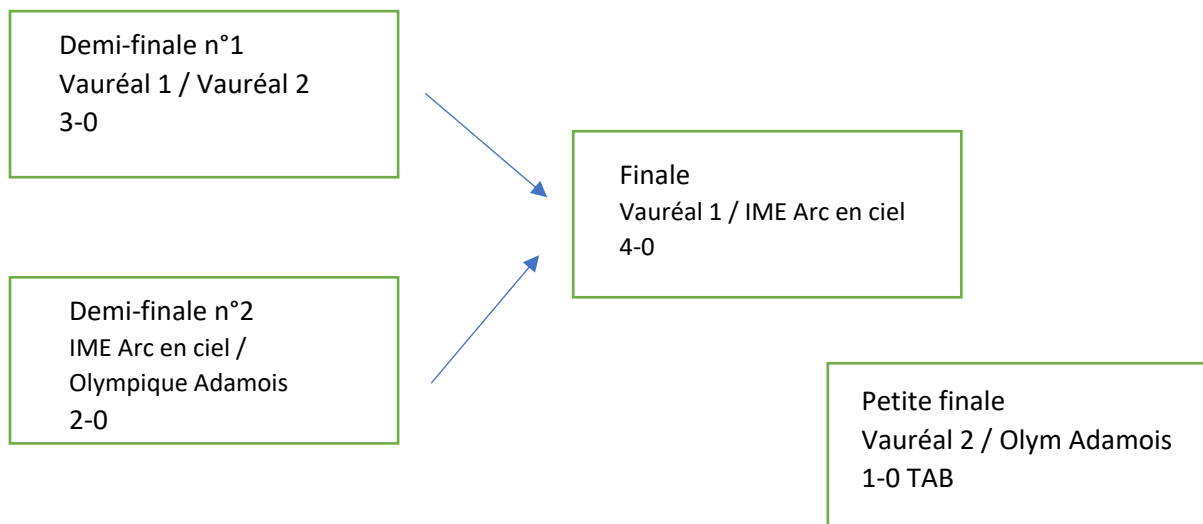 Demi-finale n°1
Vauréal 1 / Vauréal 2
3-0
Finale
Vauréal 1 / IME Arc en ciel
4-0
Demi-finale n°2
IME Arc en ciel /
Olympique Adamois
2-0
Petite finale
Vauréal 2 / Olym Adamois
1-0 TAB